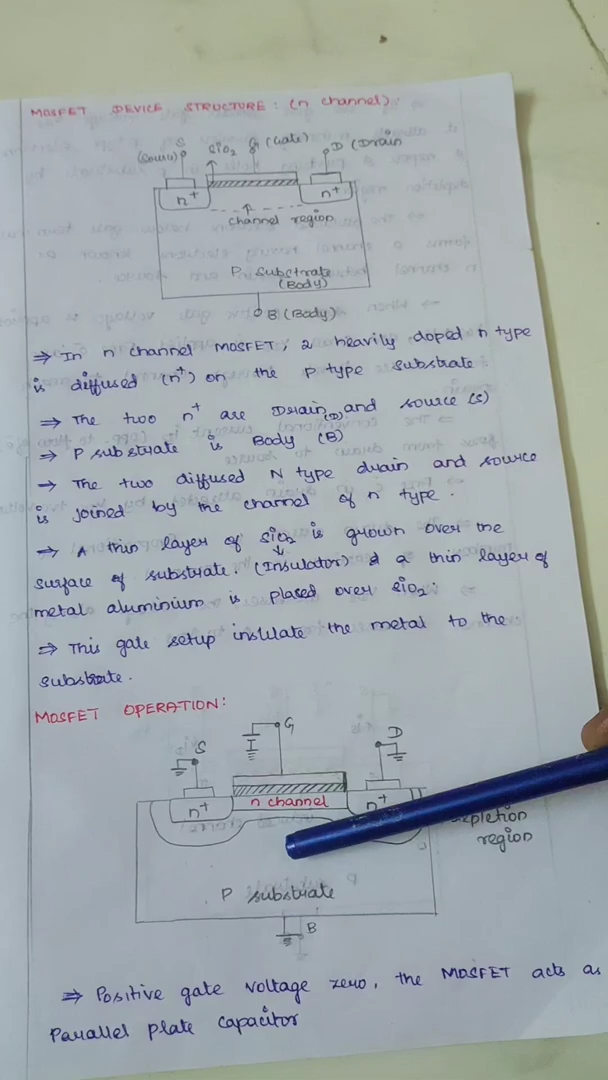 MOSFET DEVICE STRUCTURE: (n channel)
S SiO2 G (Gate) D (Drain
(Source)
n+ n+
channel region
P substrate
(Body)
B (Body)
⇒ In n channel MOSFET, 2 heavily doped n type
is diffused (n+) on the P type substrate
⇒ The two n+ are Drain (D) and source (S)
⇒ P substrate is Body (B)
→ The two diffused N type drain and source
is joined by the channel of n type.
⇒ A thin layer of SiO2 is grown over the
surface of substrate. (Insulator) & a thin layer of
metal aluminium is plased over SiO2.
⇒ This gate setup inslulate the metal to the
substrate.
MOSFET OPERATION:
G
S D
n channel
n+ n+
epletion
region
P substrate
B
⇒ Positive gate voltage zero, the MOSFET acts as
Parallel plate capacitor